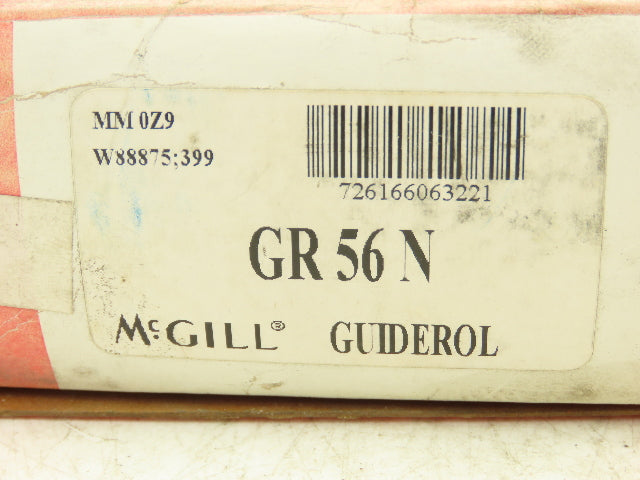 MM 0Z9
W88875;399
726166063221
GR 56 N
McGILL®
GUIDEROL